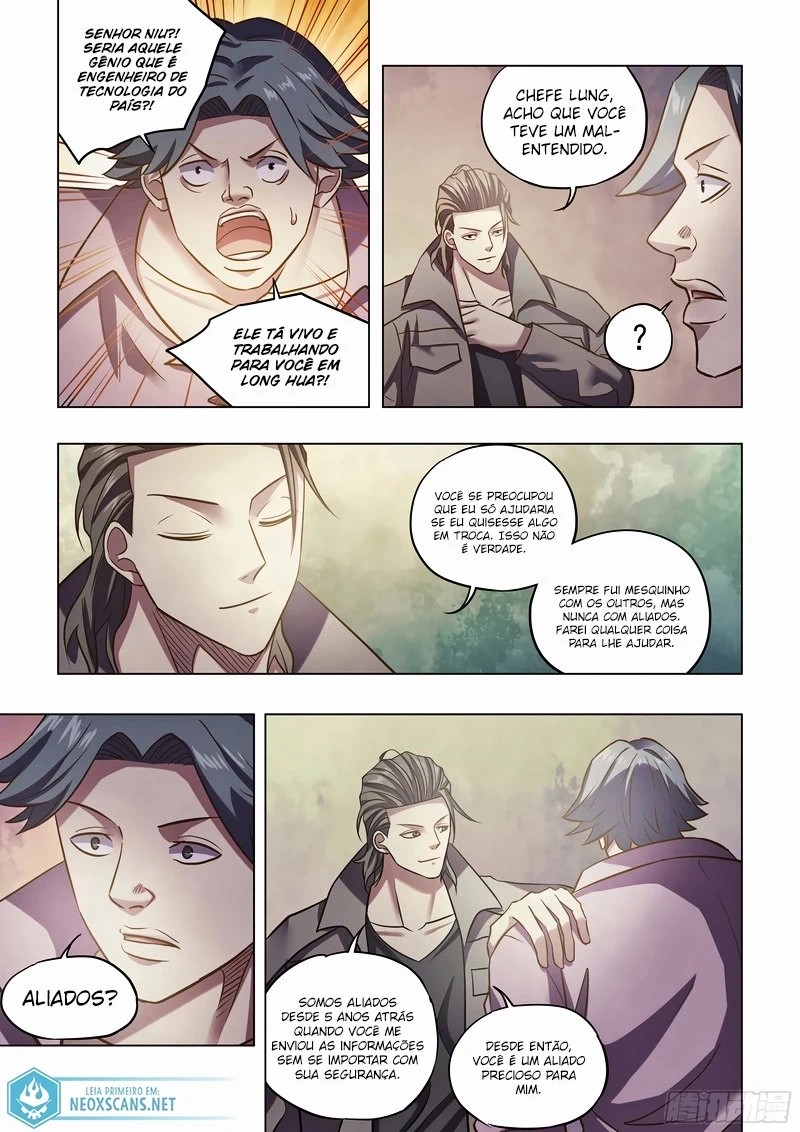 SENHOR NIU?!
SERIA AQUELE
GÊNIO QUE É
ENGENHEIRO DE
TECNOLOGIA DO
PAÍS?!
ELE TÁ VIVO E
TRABALHANDO
PARA VOCÊ EM
LONG HUA?!
CHEFE LUNG,
ACHO QUE VOCÊ
TEVE UM MAL-
ENTENDIDO.
?
VOCÊ SE PREOCUPOU
QUE EU SÓ AJUDARIA
SE EU QUISESSE ALGO
EM TROCA. ISSO NÃO
É VERDADE.
SEMPRE FUI MESQUINHO
COM OS OUTROS, MAS
NUNCA COM ALIADOS.
FAREI QUALQUER COISA
PARA LHE AJUDAR.
ALIADOS?
SOMOS ALIADOS
DESDE 5 ANOS ATRÁS
QUANDO VOCÊ ME
ENVIOU AS INFORMAÇÕES
SEM SE IMPORTAR COM
SUA SEGURANÇA.
DESDE ENTÃO,
VOCÊ É UM ALIADO
PRECIOSO PARA
MIM.
LEIA PRIMEIRO EM:
NEOXSCANS.NET
腾讯动漫